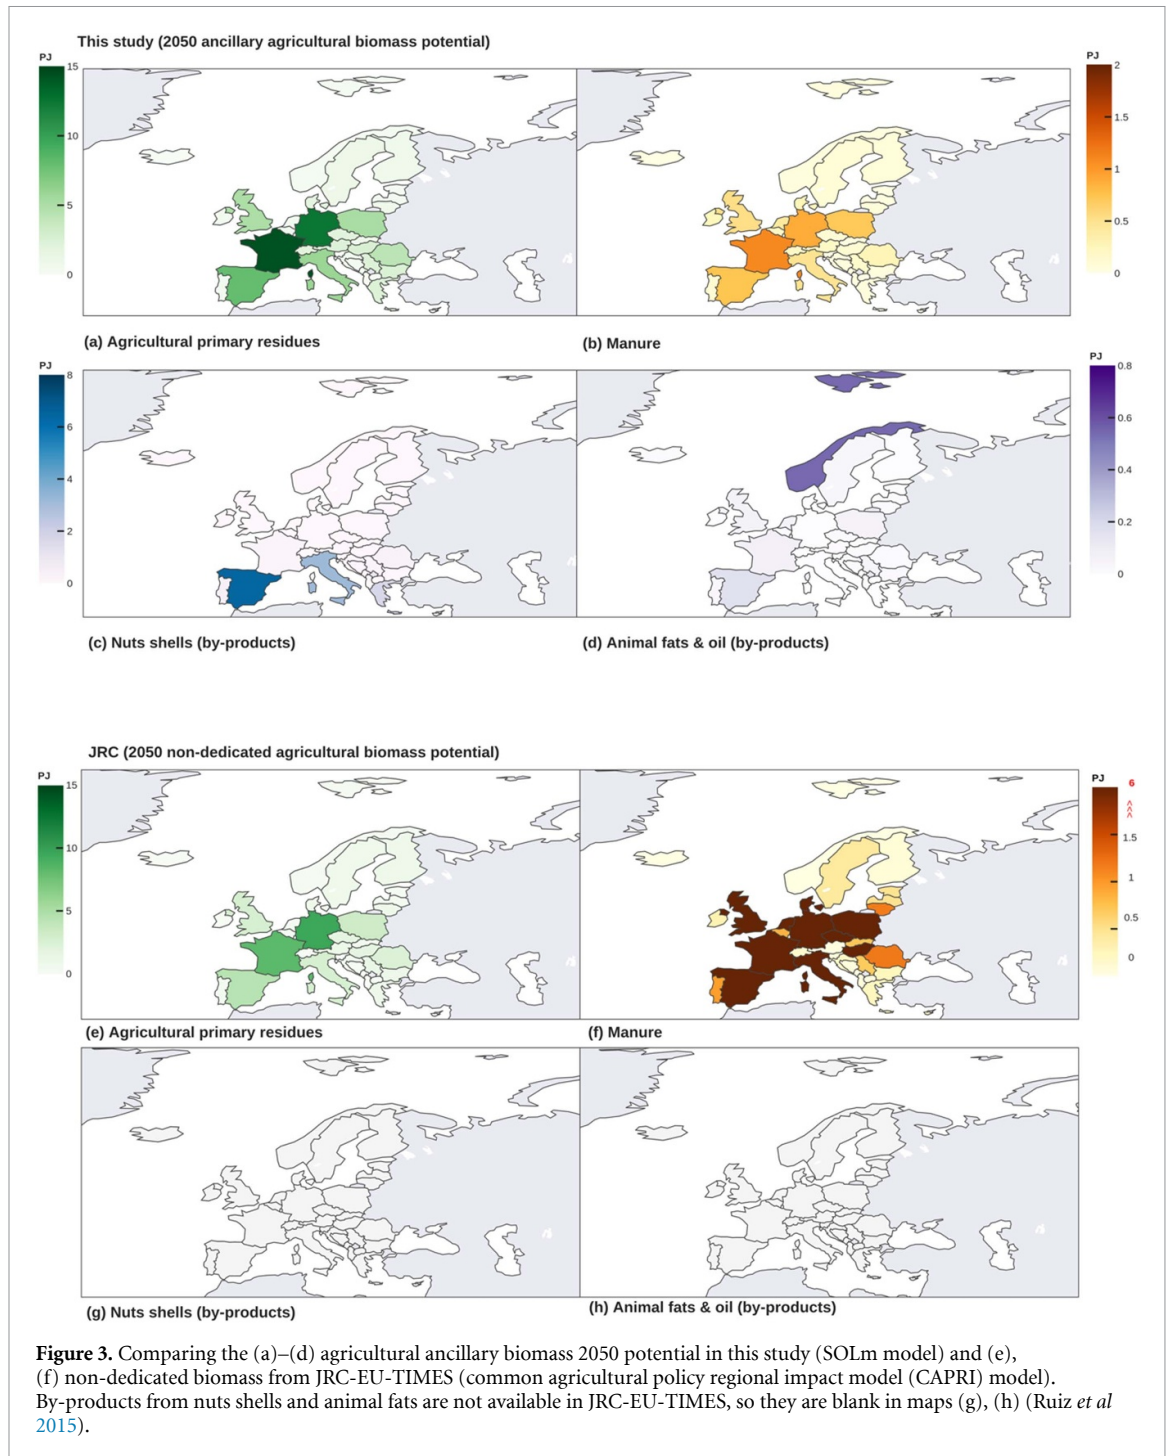 This study (2050 ancillary agricultural biomass potential)
PJ
15
10
5
0
PJ
2
1.5
1
0.5
0
(a) Agricultural primary residues
(b) Manure
PJ
8
6
4
2
0
PJ
0.8
0.6
0.4
0.2
0
(c) Nuts shells (by-products)
(d) Animal fats & oil (by-products)
JRC (2050 non-dedicated agricultural biomass potential)
PJ
15
10
5
0
PJ
6
<<<
1.5
1
0.5
0
(e) Agricultural primary residues
(f) Manure
(g) Nuts shells (by-products)
(h) Animal fats & oil (by-products)
Figure 3. Comparing the (a)–(d) agricultural ancillary biomass 2050 potential in this study (SOLm model) and (e),
(f) non-dedicated biomass from JRC-EU-TIMES (common agricultural policy regional impact model (CAPRI) model).
By-products from nuts shells and animal fats are not available in JRC-EU-TIMES, so they are blank in maps (g), (h) (Ruiz et al
2015).